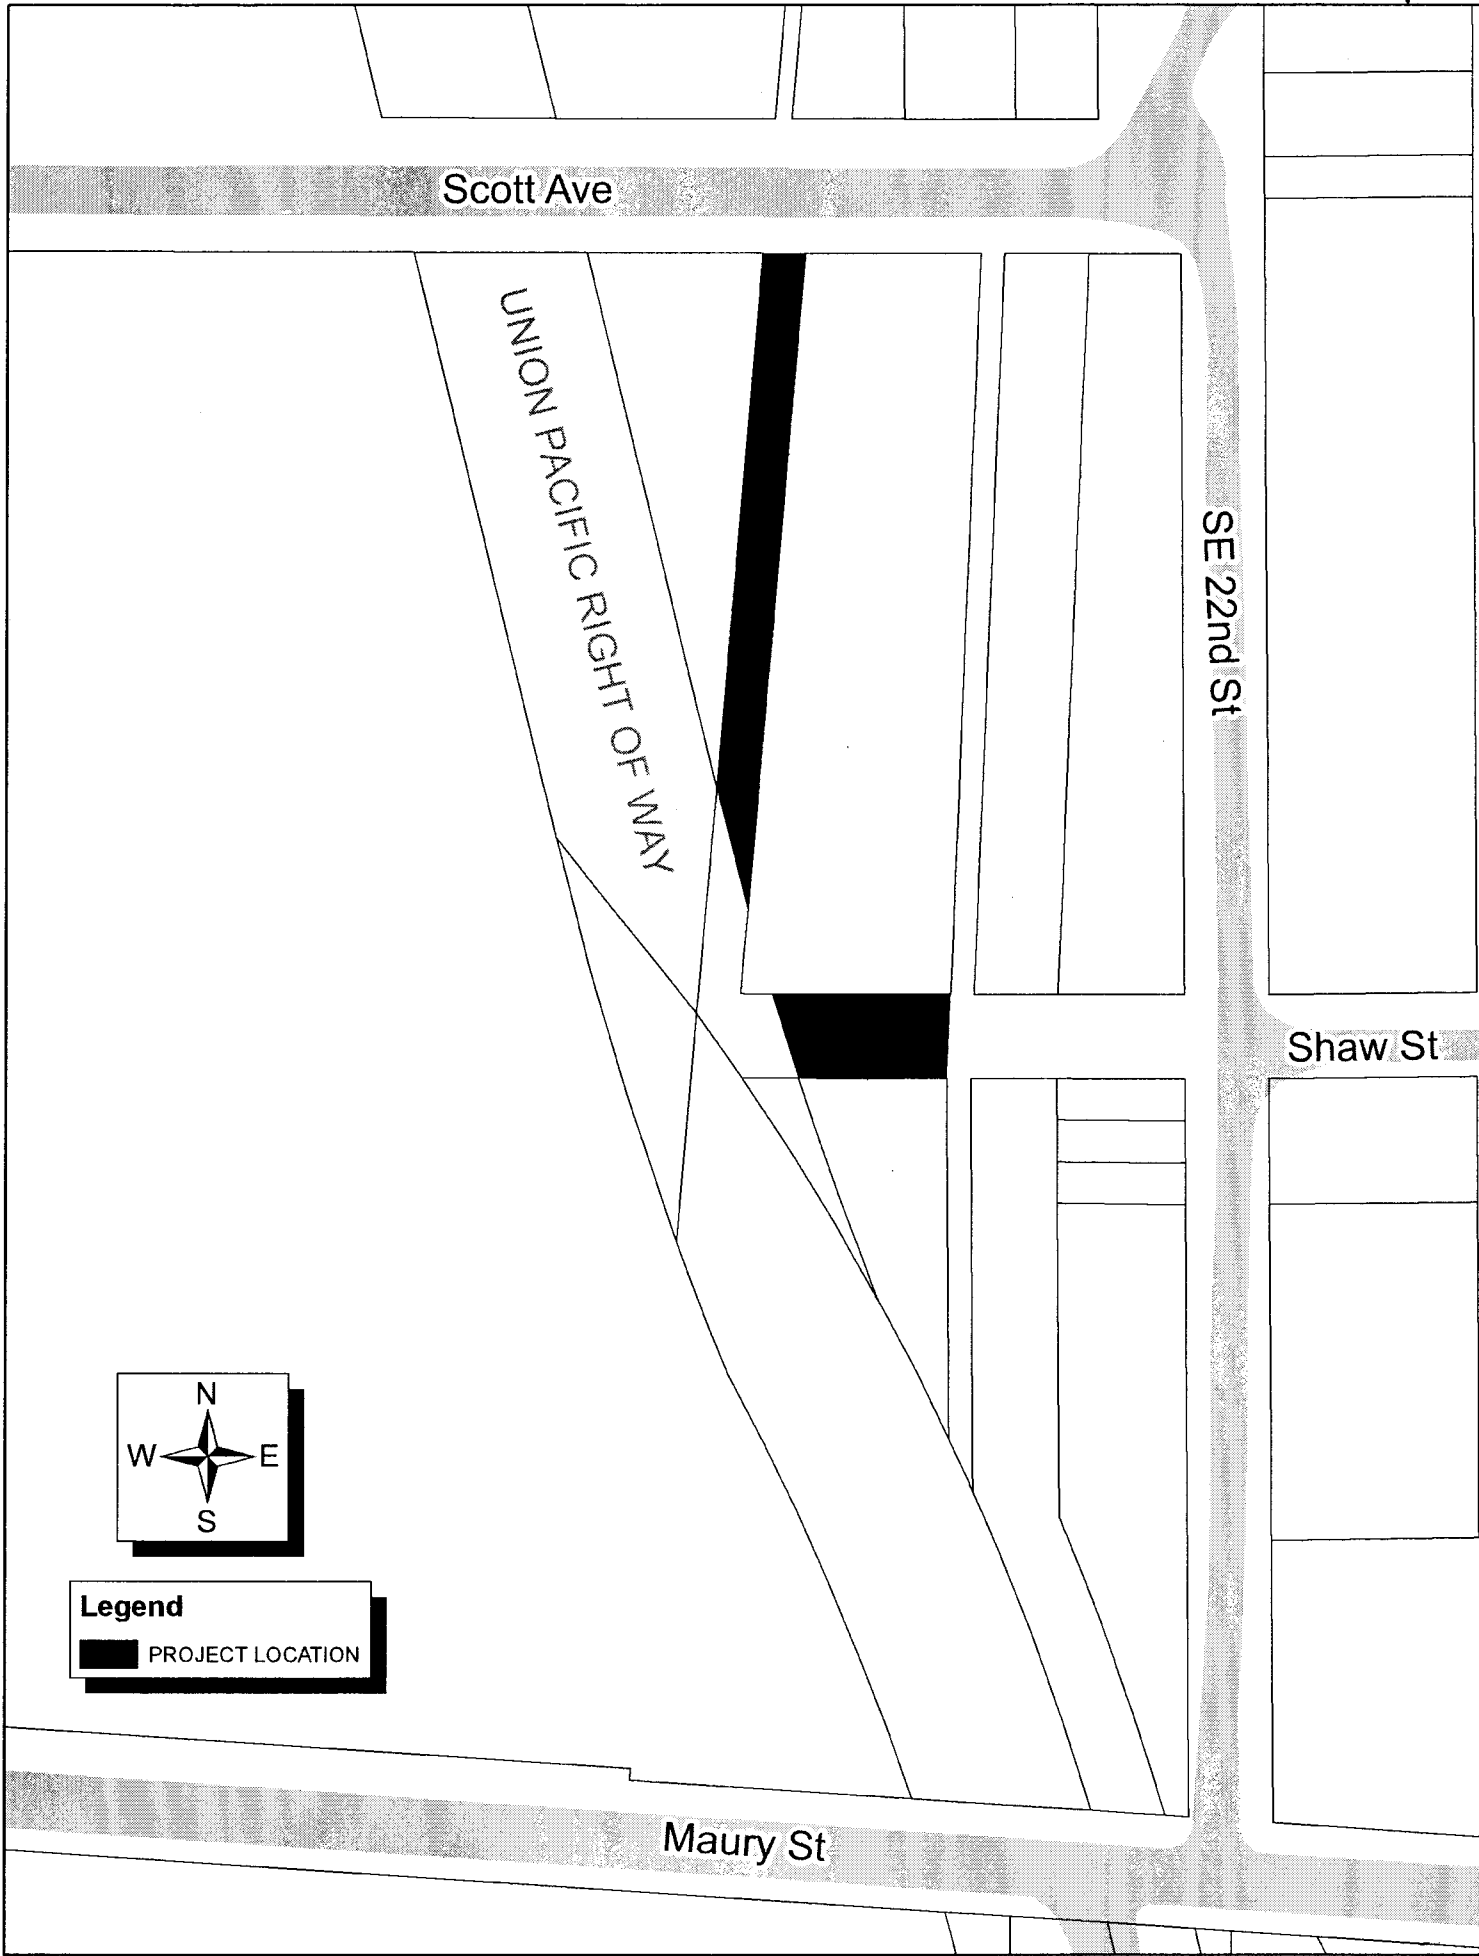 Scott Ave
UNION PACIFIC RIGHT OF WAY
SE 22nd St
Shaw St
N
W E
S
Legend
PROJECT LOCATION
Maury St